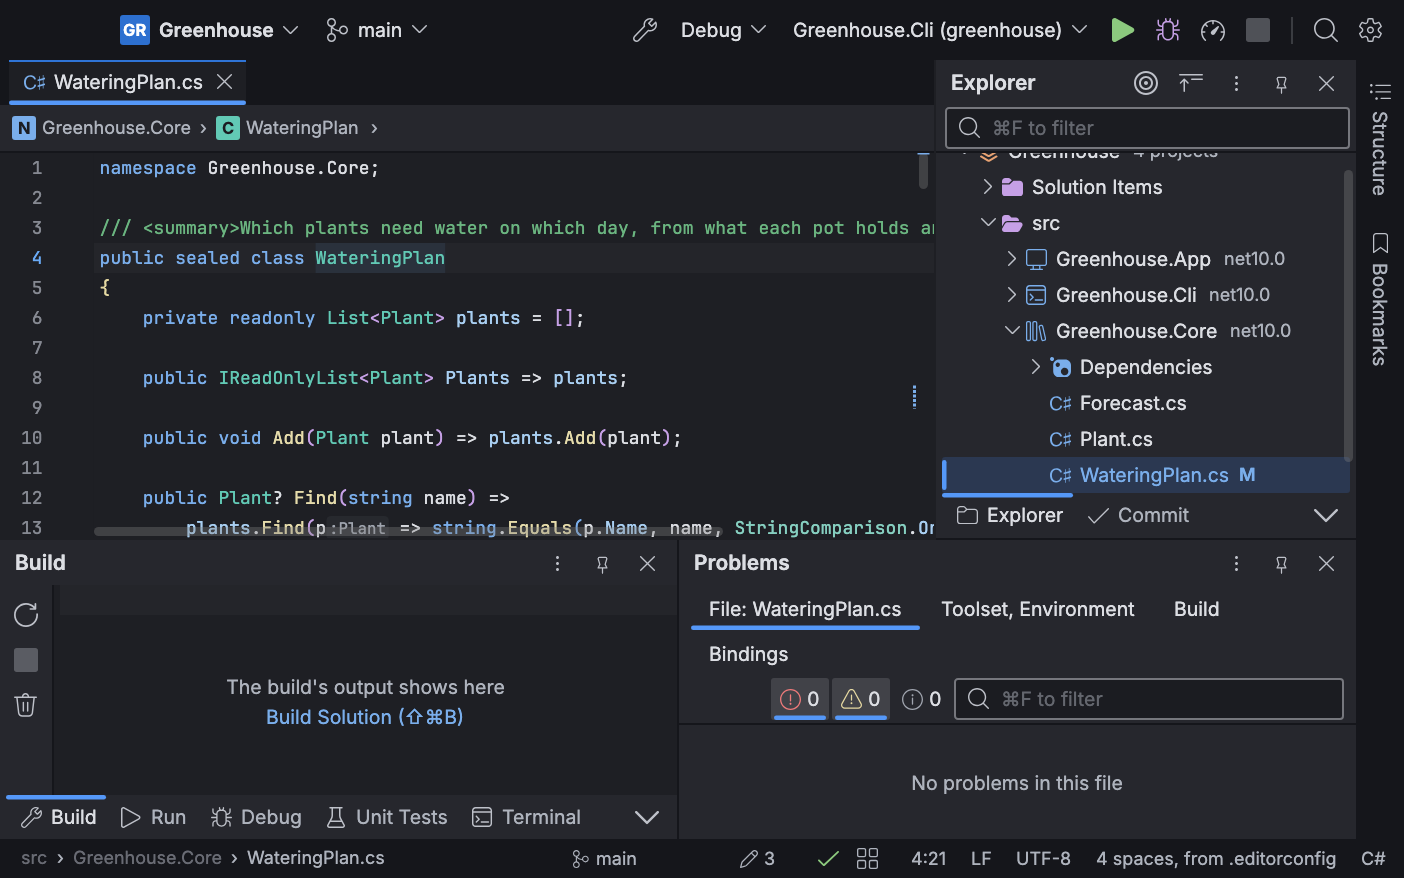 GR Greenhouse main Debug Greenhouse.Cli (greenhouse)
C# WateringPlan.cs
N Greenhouse.Core › C WateringPlan ›
1 namespace Greenhouse.Core;
2
3 /// <summary>Which plants need water on which day, from what each pot holds
4 public sealed class WateringPlan
5 {
6 private readonly List<Plant> plants = [];
7
8 public IReadOnlyList<Plant> Plants => plants;
9
10 public void Add(Plant plant) => plants.Add(plant);
11
12 public Plant? Find(string name) =>
13 plants.Find(p:Plant => string.Equals(p.Name, name, StringComparison.Or
Explorer
⌘F to filter
Greenhouse 4 projects
Solution Items
src
Greenhouse.App net10.0
Greenhouse.Cli net10.0
Greenhouse.Core net10.0
Dependencies
C# Forecast.cs
C# Plant.cs
C# WateringPlan.cs M
Explorer Commit
Structure
Bookmarks
Build
The build's output shows here
Build Solution (⇧⌘B)
Build Run Debug Unit Tests Terminal
Problems
File: WateringPlan.cs Toolset, Environment Build
Bindings
0 0 0 ⌘F to filter
No problems in this file
src › Greenhouse.Core › WateringPlan.cs main 3 4:21 LF UTF-8 4 spaces, from .editorconfig C#